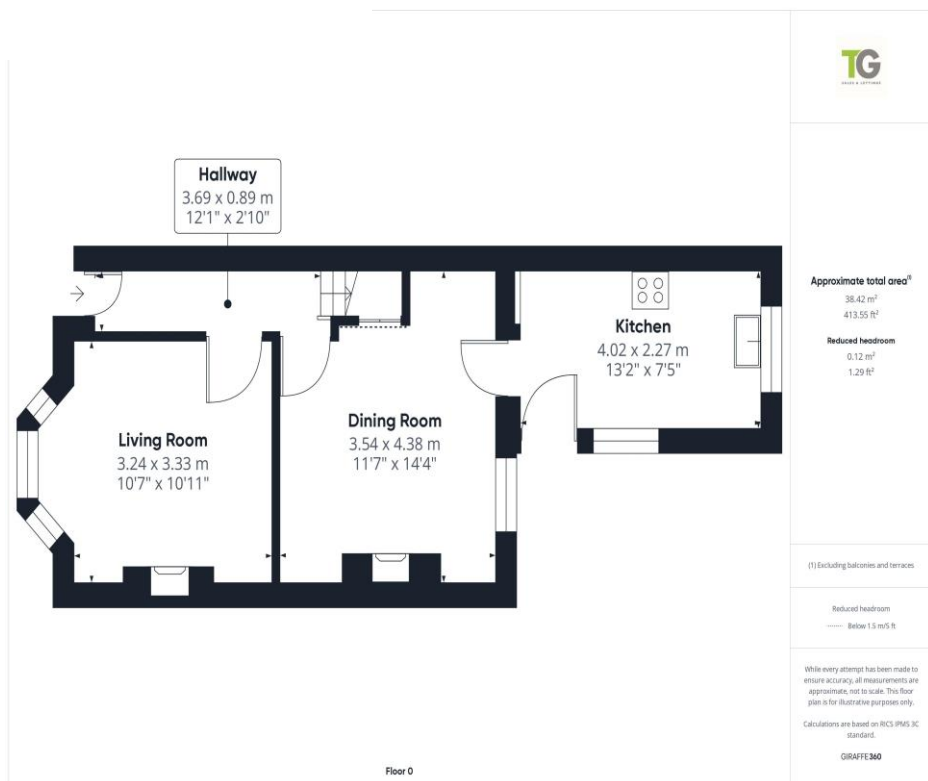 Hallway
3.69 x 0.89 m
12'1" x 2'10"
Living Room
3.24 x 3.33 m
10'7" x 10'11"
Dining Room
3.54 x 4.38 m
11'7" x 14'4"
Kitchen
4.02 x 2.27 m
13'2" x 7'5"
Floor 0
TG
SALES & LETTINGS
Approximate total area(1)
38.42 m²
413.55 ft²
Reduced headroom
0.12 m²
1.29 ft²
(1) Excluding balconies and terraces
Reduced headroom
Below 1.5 m/5 ft
While every attempt has been made to
ensure accuracy, all measurements are
approximate, not to scale. This floor
plan is for illustrative purposes only.
Calculations are based on RICS IPMS 3C
standard.
GIRAFFE360